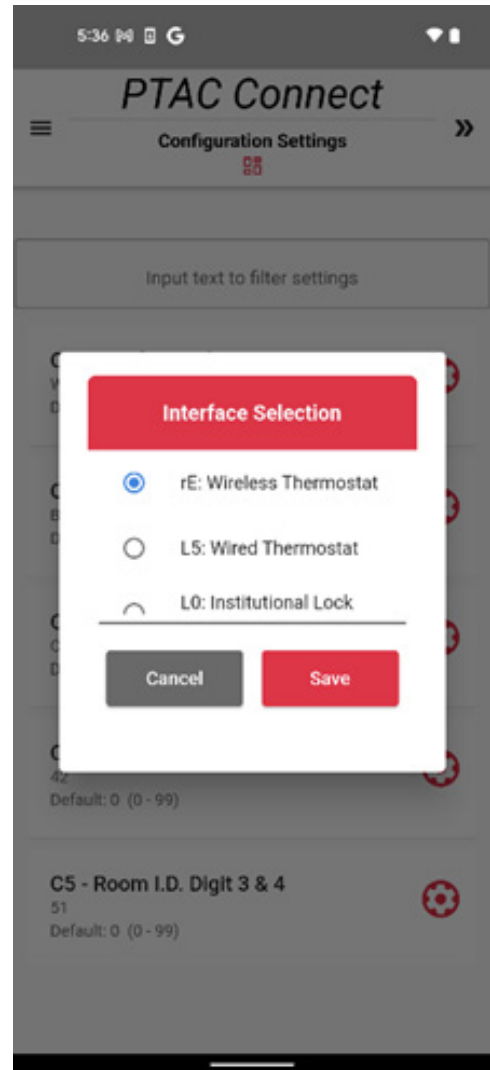 5:36
PTAC Connect
Configuration Settings
Input text to filter settings
Interface Selection
rE: Wireless Thermostat
L5: Wired Thermostat
L0: Institutional Lock
Cancel
Save
42
Default: 0 (0 - 99)
C5 - Room I.D. Digit 3 & 4
51
Default: 0 (0 - 99)